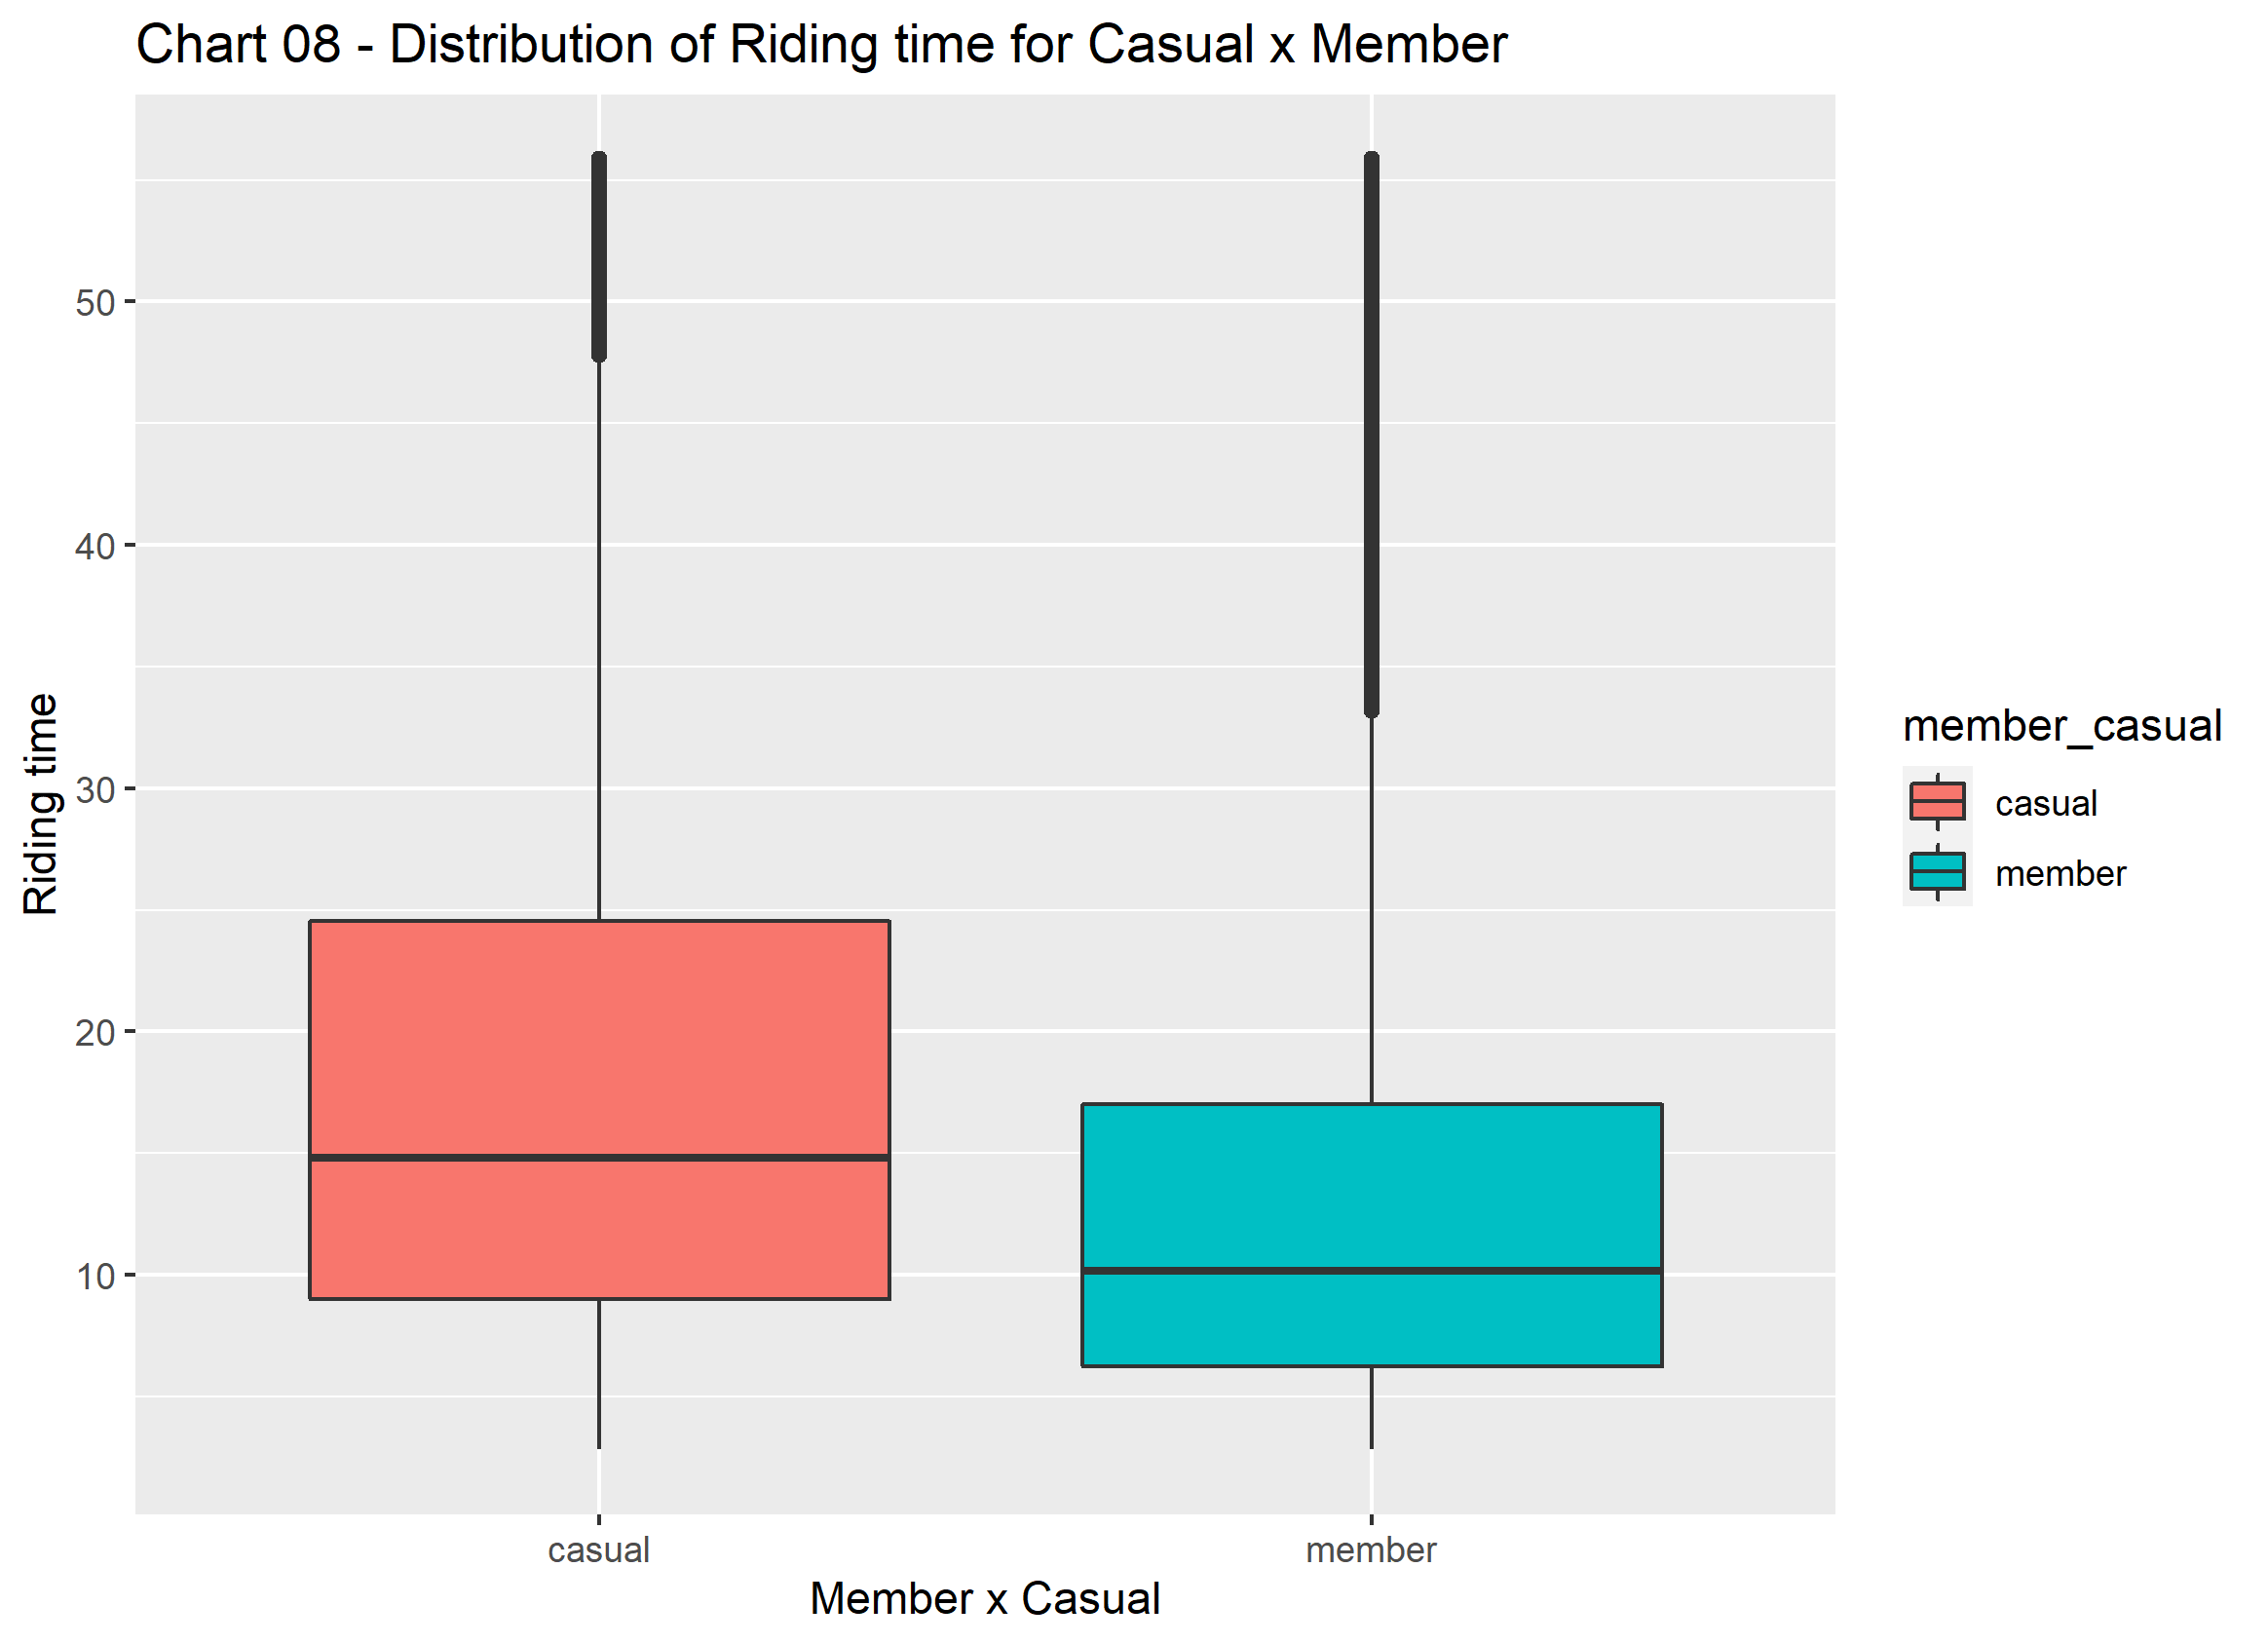 Chart 08 - Distribution of Riding time for Casual x Member
Riding time
50
40
30
20
10
casual
member
Member x Casual
member_casual
casual
member